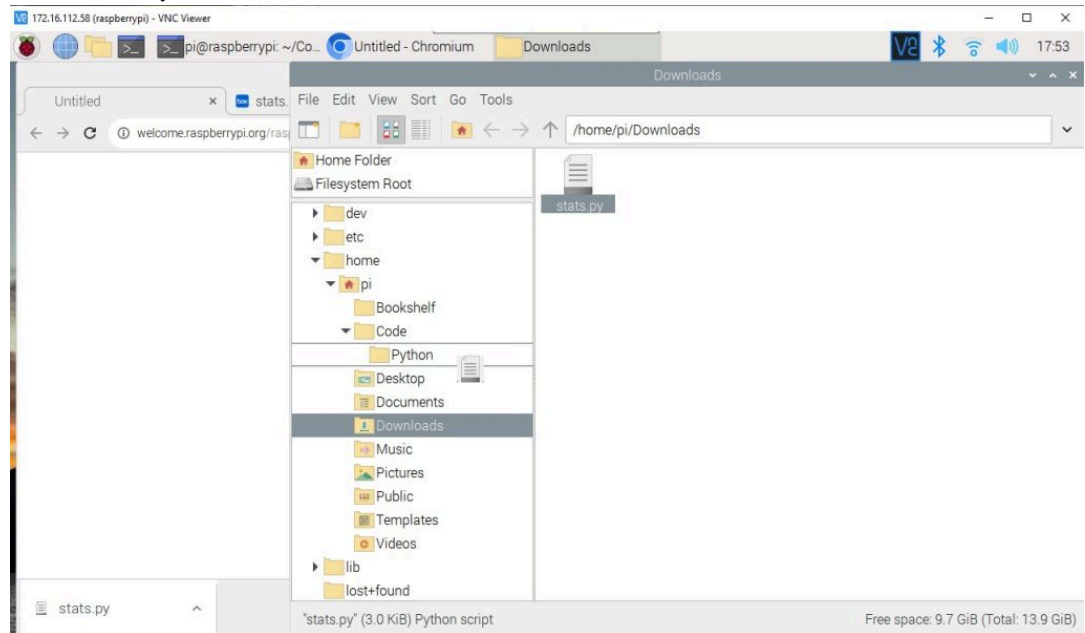 172.16.112.58 (raspberrypi) - VNC Viewer
pi@raspberrypi: ~/Co... Untitled - Chromium Downloads 17:53
Downloads
Untitled stats.
File Edit View Sort Go Tools
welcome.raspberrypi.org/ras
/home/pi/Downloads
Home Folder
Filesystem Root
stats.py
dev
etc
home
pi
Bookshelf
Code
Python
Desktop
Documents
Downloads
Music
Pictures
Public
Templates
Videos
lib
lost+found
stats.py
"stats.py" (3.0 KiB) Python script Free space: 9.7 GiB (Total: 13.9 GiB)